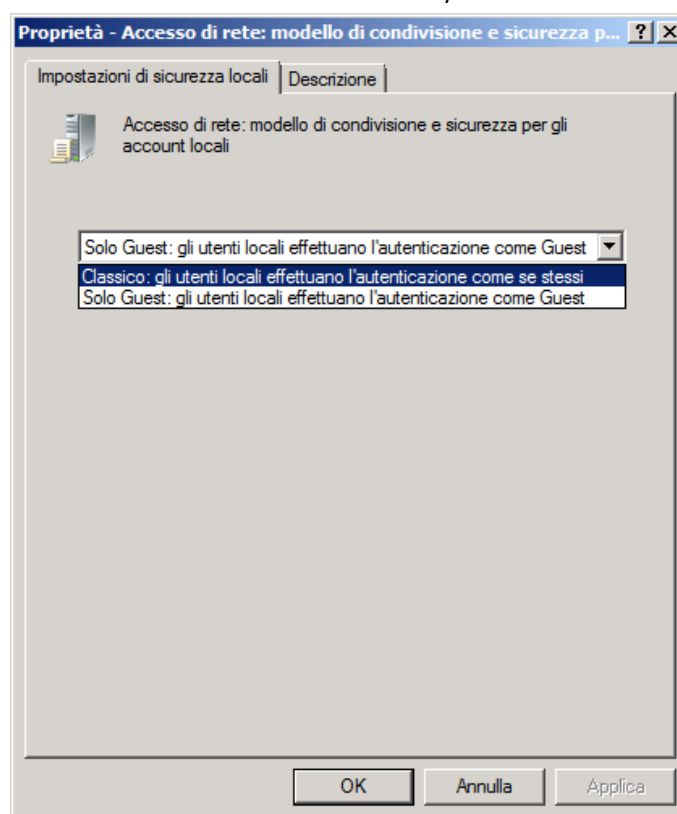 Proprietà - Accesso di rete: modello di condivisione e sicurezza p...
Impostazioni di sicurezza locali
Descrizione
Accesso di rete: modello di condivisione e sicurezza per gli
account locali
Solo Guest: gli utenti locali effettuano l'autenticazione come Guest
Classico: gli utenti locali effettuano l'autenticazione come se stessi
Solo Guest: gli utenti locali effettuano l'autenticazione come Guest
OK
Annulla
Applica